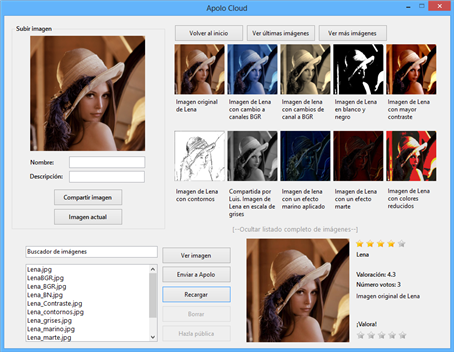 Apolo Cloud
Subir imagen
Nombre:
Descripción:
Compartir imagen
Imagen actual
Volver al inicio
Ver últimas imágenes
Ver más imágenes
Imagen original
de Lena
Imagen de Lena
con cambio a
canales BGR
Imagen de lena
con cambios de
canal a BGR
Imagen de Lena
en blanco y
negro
Imagen de Lena
con mayor
contraste
Imagen de Lena
con contornos
Compartida por
Luis. Imagen de
Lena en escala de
grises
Imagen de lena
con un efecto
marino aplicado
Imagen de Lena
con un efecto
marte
Imagen de Lena
con colores
reducidos
[--Ocultar listado completo de imágenes--]
Buscador de imágenes
Lena.jpg
LenaBGR.jpg
Lena_BGR.jpg
Lena_BN.jpg
Lena_Contraste.jpg
Lena_contornos.jpg
Lena_grises.jpg
Lena_marino.jpg
Lena_marte.jpg
Ver imagen
Enviar a Apolo
Recargar
Borrar
Hazla pública
Lena
Valoración: 4.3
Número votos: 3
Imagen original de Lena
¡Valora!